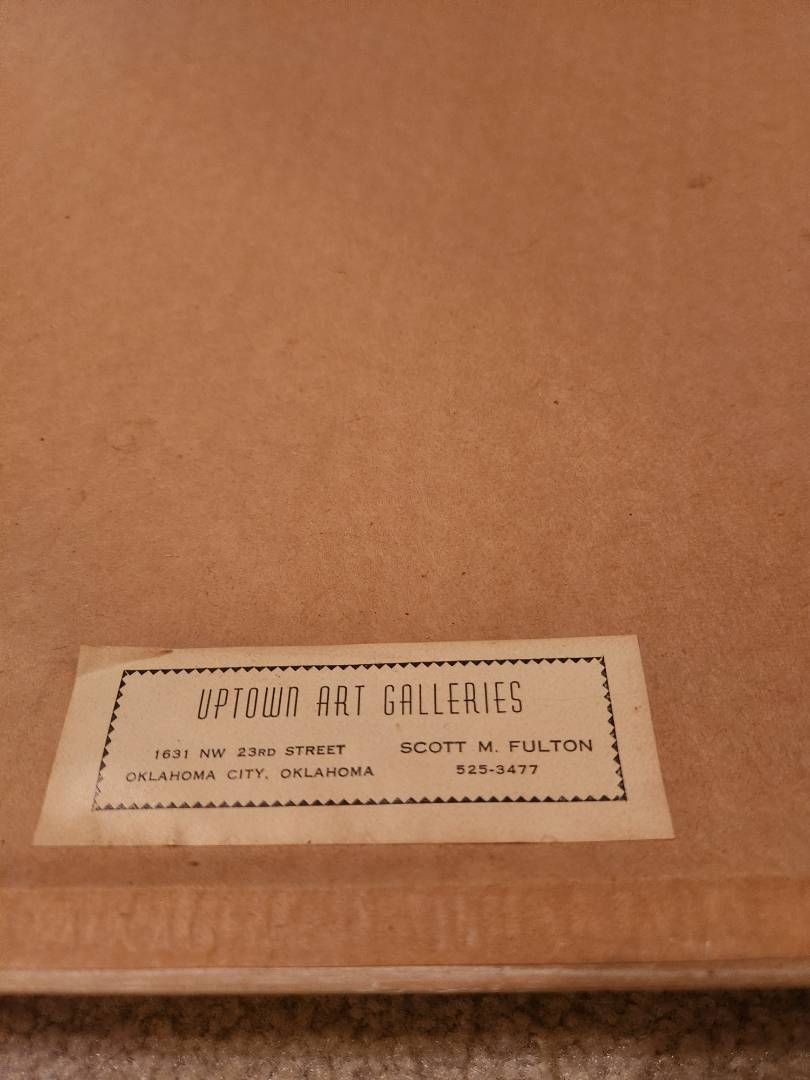 UPTOWN ART GALLERIES
1631 NW 23RD STREET
OKLAHOMA CITY, OKLAHOMA
SCOTT M. FULTON
525-3477